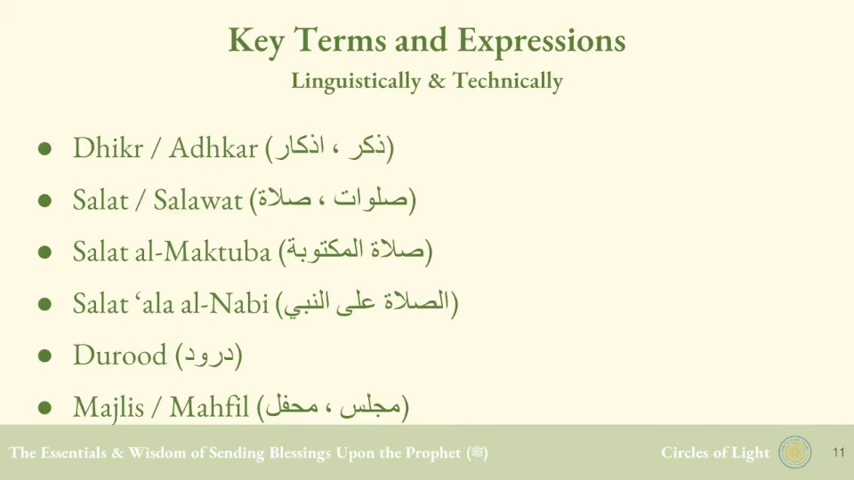 Key Terms and Expressions
Linguistically & Technically
● Dhikr / Adhkar (ذكر ، اذكار)
● Salat / Salawat (صلوات ، صلاة)
● Salat al-Maktuba (صلاة المكتوبة)
● Salat ‘ala al-Nabi (الصلاة على النبي)
● Durood (درود)
● Majlis / Mahfil (مجلس ، محفل)
The Essentials & Wisdom of Sending Blessings Upon the Prophet (ﷺ)
Circles of Light
11